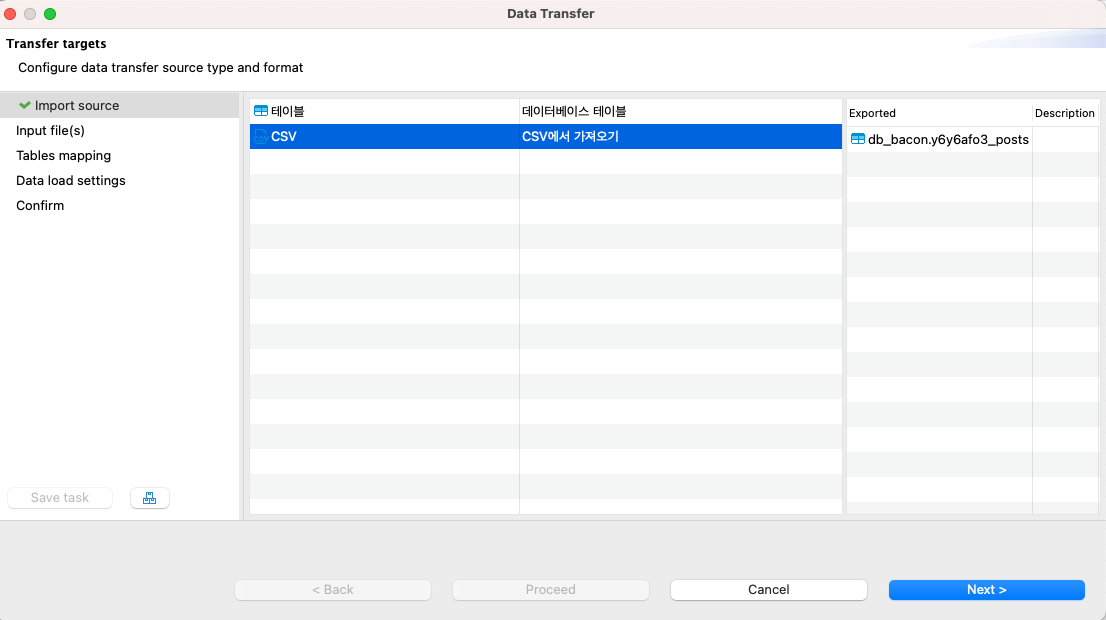 Data Transfer
Transfer targets
Configure data transfer source type and format
Import source
Input file(s)
Tables mapping
Data load settings
Confirm
Save task
테이블 데이터베이스 테이블
CSV CSV에서 가져오기
Exported Description
db_bacon.y6y6afo3_posts
< Back Proceed Cancel Next >